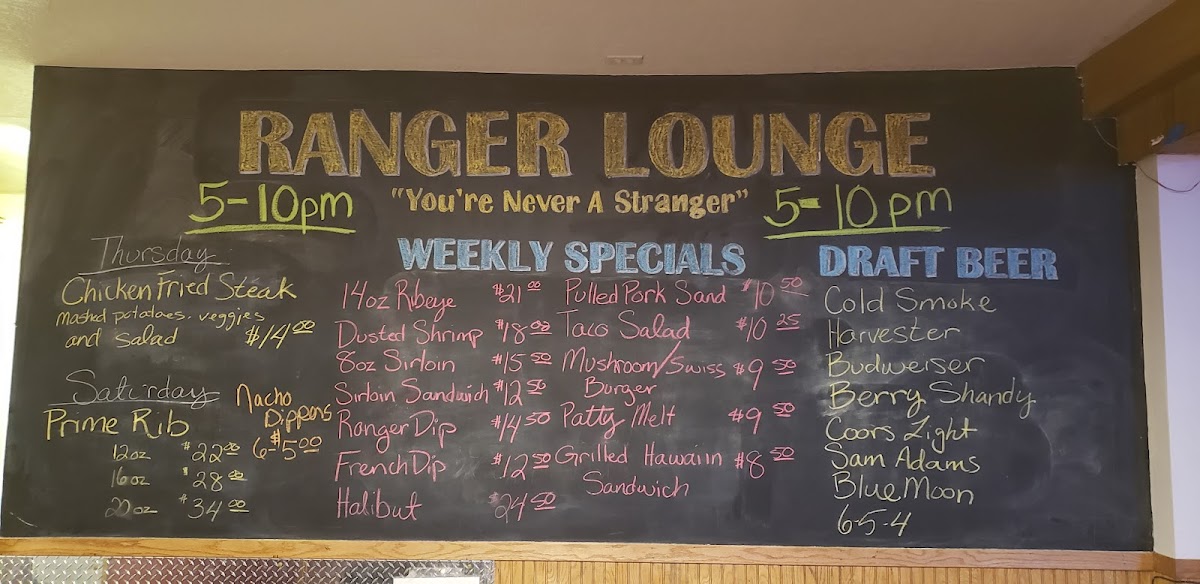 RANGER LOUNGE
5-10pm
"You're Never A Stranger"
5-10pm
Thursday
Chicken Fried Steak
mashed potatoes. veggies
and salad $14.00
Saturday
Prime Rib
12oz $22.00
16oz $28.00
20oz $34.00
Nacho
Dippers
6-$5.00
WEEKLY SPECIALS
14oz Ribeye $21.00
Dusted Shrimp $18.00
8oz Sirloin $15.50
Sirloin Sandwich $12.50
Ranger Dip $14.50
French Dip $12.50
Halibut $24.50
Pulled Pork Sand $10.50
Taco Salad $10.25
Mushroom/Swiss $9.50
Burger
Patty Melt $9.50
Grilled Hawaiin $8.50
Sandwich
DRAFT BEER
Cold Smoke
Harvester
Budweiser
Berry Shandy
Coors Light
Sam Adams
Blue Moon
6-5-4